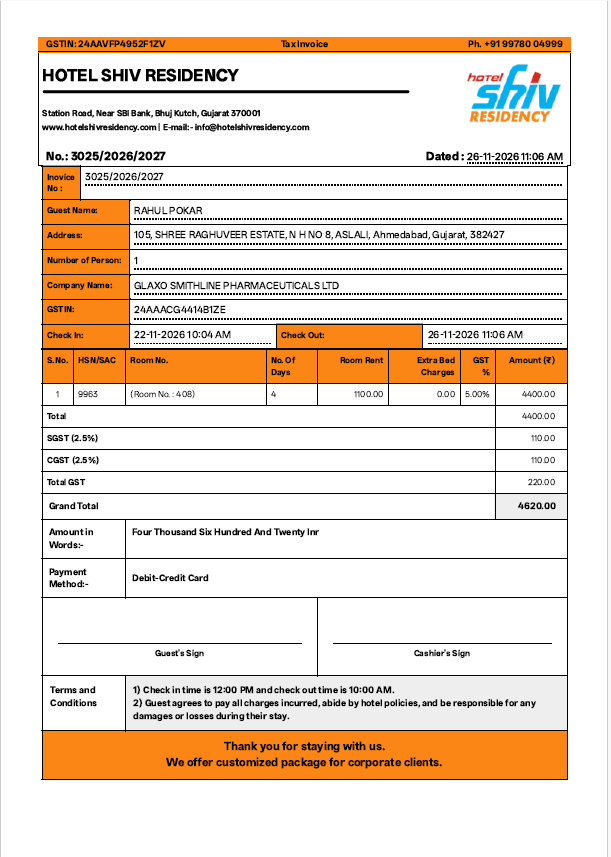 GSTIN: 24AAVFP4952F1ZV Tax Invoice Ph. +91 99780 04999
HOTEL SHIV RESIDENCY
hotel
shiv
RESIDENCY
Station Road, Near SBI Bank, Bhuj Kutch, Gujarat 370001
www.hotelshivresidency.com | E-mail:- info@hotelshivresidency.com
No.: 3025/2026/2027 Dated : 26-11-2026 11:06 AM
Inovice No : 3025/2026/2027
Guest Name: RAHUL POKAR
Address: 105, SHREE RAGHUVEER ESTATE, N H NO 8, ASLALI, Ahmedabad, Gujarat, 382427
Number of Person: 1
Company Name: GLAXO SMITHLINE PHARMACEUTICALS LTD
GSTIN: 24AAACG4414B1ZE
Check In: 22-11-2026 10:04 AM Check Out: 26-11-2026 11:06 AM
S.No. HSN/SAC Room No. No. Of Days Room Rent Extra Bed Charges GST % Amount (₹)
1 9963 (Room No. : 408) 4 1100.00 0.00 5.00% 4400.00
Total 4400.00
SGST (2.5%) 110.00
CGST (2.5%) 110.00
Total GST 220.00
Grand Total 4620.00
Amount in Words:- Four Thousand Six Hundred And Twenty Inr
Payment Method:- Debit-Credit Card
Guest's Sign Cashier's Sign
Terms and Conditions
1) Check in time is 12:00 PM and check out time is 10:00 AM.
2) Guest agrees to pay all charges incurred, abide by hotel policies, and be responsible for any
damages or losses during their stay.
Thank you for staying with us.
We offer customized package for corporate clients.